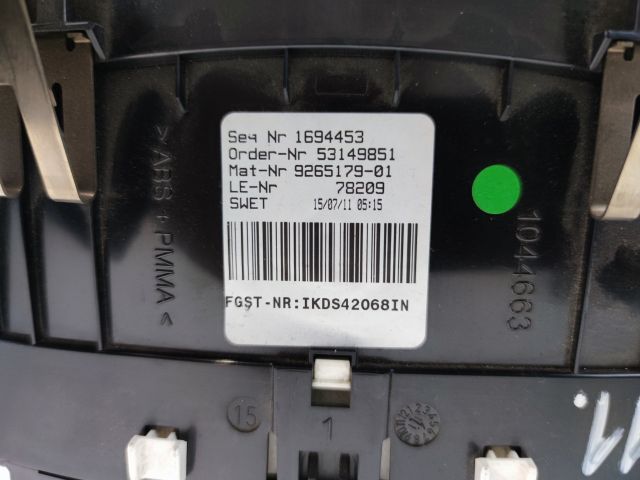 Seq Nr 1694453
Order-Nr 53149851
Mat-Nr 9265179-01
LE-Nr 78209
SWET 15/07/11 05:15
FGST-NR:IKDS42068IN
>ABS+PMMA<
1044663
15
1